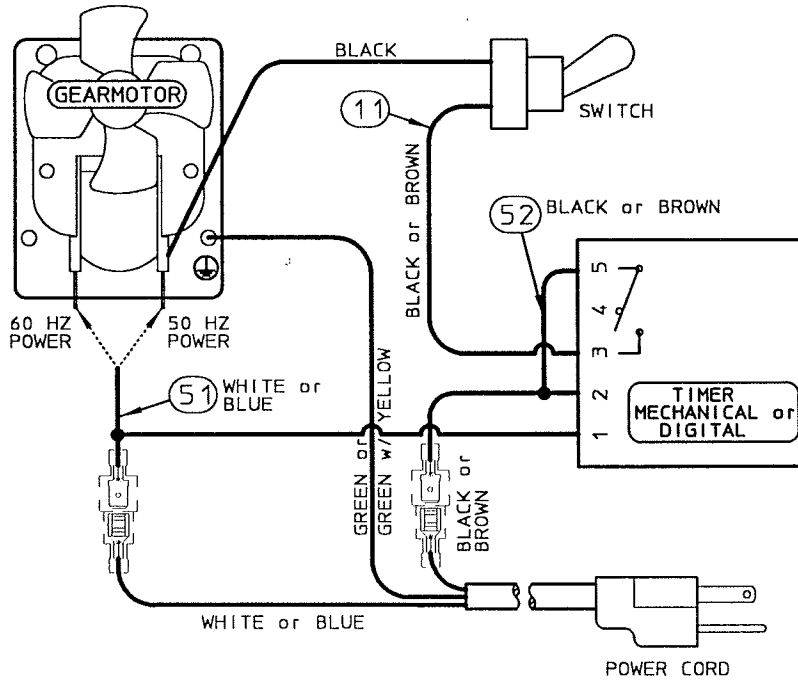 BLACK
GEARMOTOR
SWITCH
11
BLACK or BROWN
52
BLACK or BROWN
5
4
3
2
1
TIMER
MECHANICAL or
DIGITAL
60 HZ
POWER
50 HZ
POWER
51
WHITE or
BLUE
GREEN or
GREEN w/ YELLOW
BLACK or
BROWN
WHITE or BLUE
POWER CORD